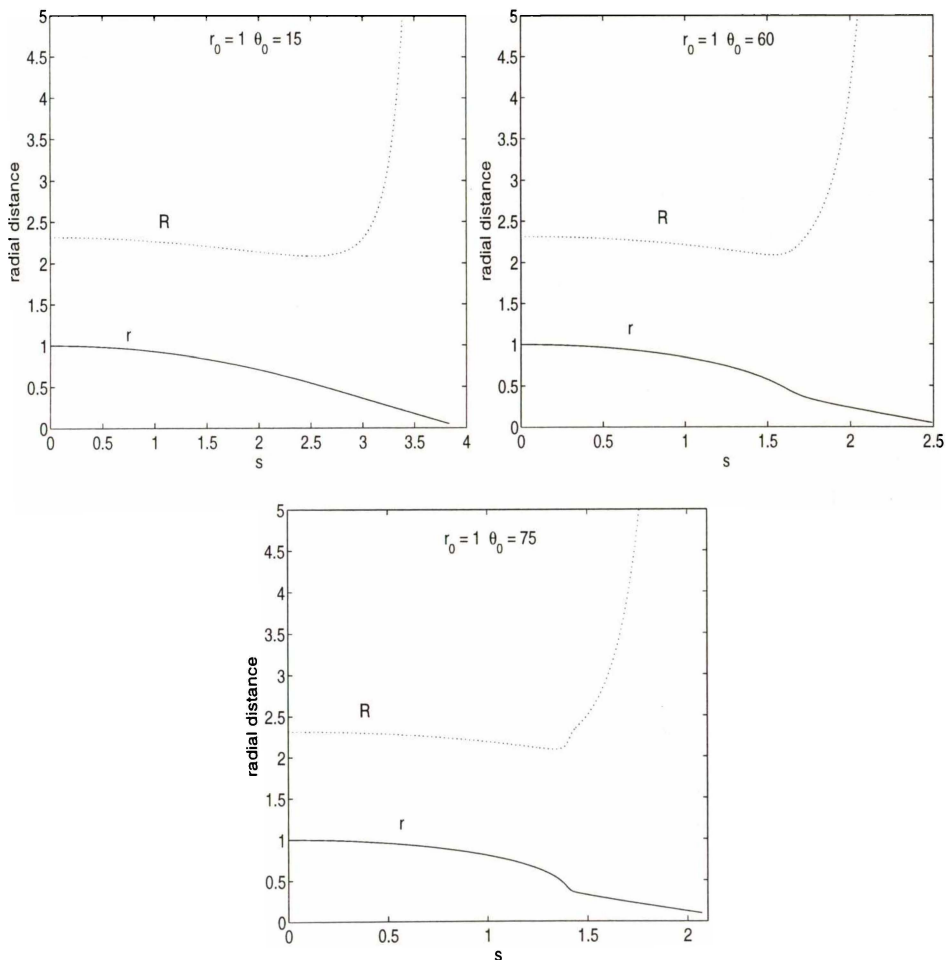 r₀ = 1 θ₀ = 15
5
4.5
4
3.5
3
2.5
2
1.5
1
0.5
0
radial distance
R
r
0 0.5 1 1.5 2 2.5 3 3.5 4
s
r₀ = 1 θ₀ = 60
5
4.5
4
3.5
3
2.5
2
1.5
1
0.5
0
radial distance
R
r
0 0.5 1 1.5 2 2.5
s
r₀ = 1 θ₀ = 75
5
4.5
4
3.5
3
2.5
2
1.5
1
0.5
0
radial distance
R
r
0 0.5 1 1.5 2
s